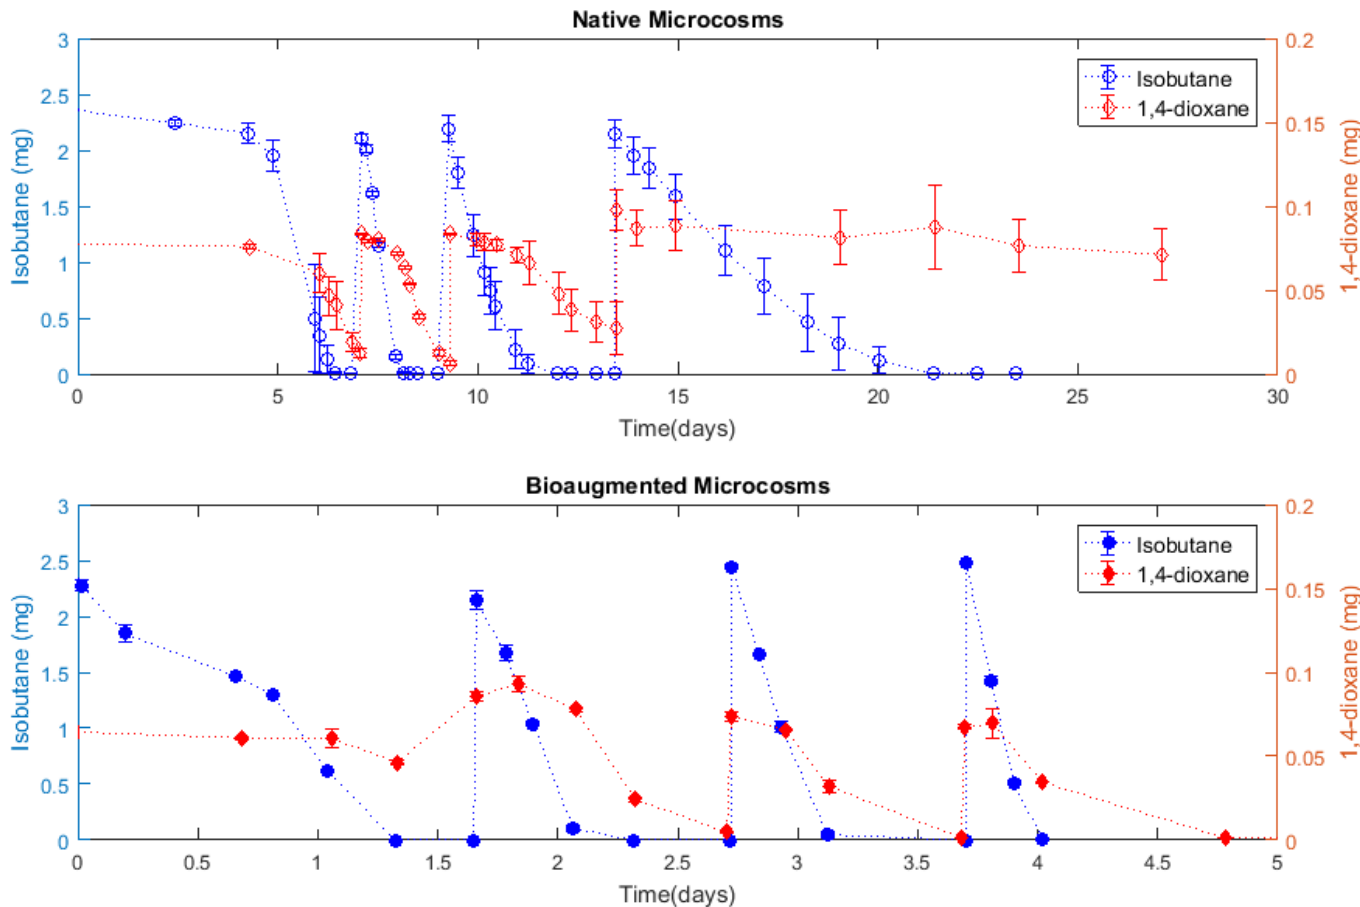 Native Microcosms
3
2.5
2
1.5
1
0.5
0
Isobutane (mg)
0.2
0.15
0.1
0.05
0
1,4-dioxane (mg)
Isobutane
1,4-dioxane
0 5 10 15 20 25 30
Time(days)
Bioaugmented Microcosms
3
2.5
2
1.5
1
0.5
0
Isobutane (mg)
0.2
0.15
0.1
0.05
0
1,4-dioxane (mg)
Isobutane
1,4-dioxane
0 0.5 1 1.5 2 2.5 3 3.5 4 4.5 5
Time(days)